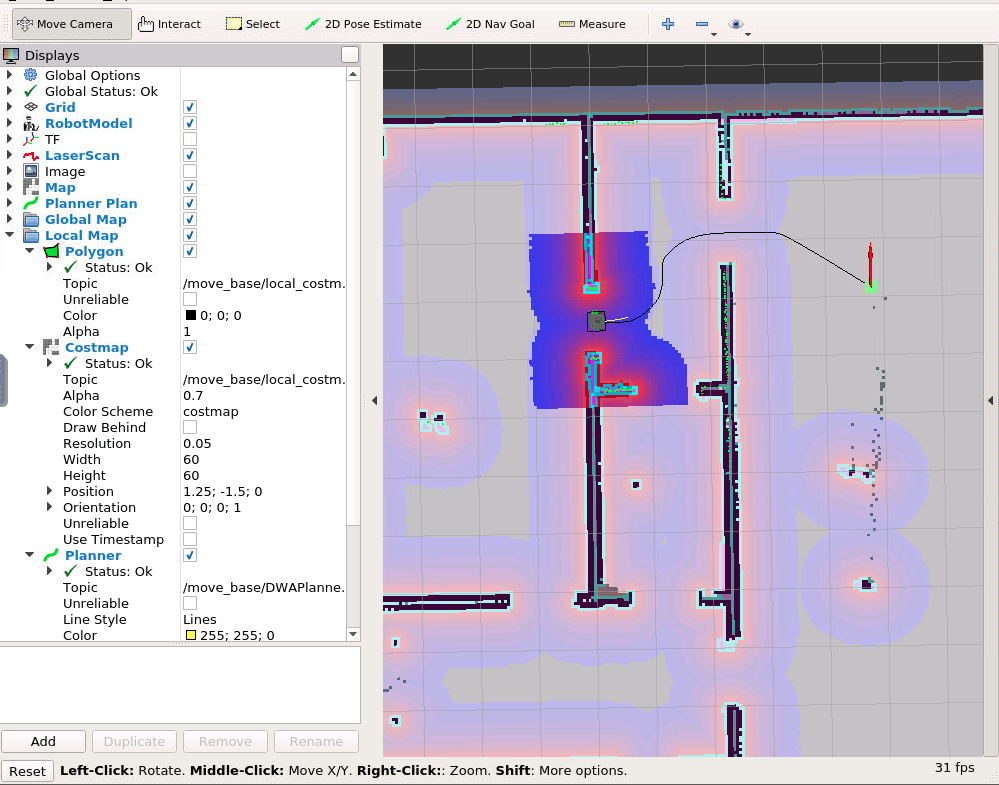 Move Camera Interact Select 2D Pose Estimate 2D Nav Goal Measure
Displays
Global Options
Global Status: Ok
Grid
RobotModel
TF
LaserScan
Image
Map
Planner Plan
Global Map
Local Map
Polygon
Status: Ok
Topic /move_base/local_costm.
Unreliable
Color 0; 0; 0
Alpha 1
Costmap
Status: Ok
Topic /move_base/local_costm.
Alpha 0.7
Color Scheme costmap
Draw Behind
Resolution 0.05
Width 60
Height 60
Position 1.25; -1.5; 0
Orientation 0; 0; 0; 1
Unreliable
Use Timestamp
Planner
Status: Ok
Topic /move_base/DWAPlanne.
Unreliable
Line Style Lines
Color 255; 255; 0
Add Duplicate Remove Rename
Reset Left-Click: Rotate. Middle-Click: Move X/Y. Right-Click:: Zoom. Shift: More options. 31 fps